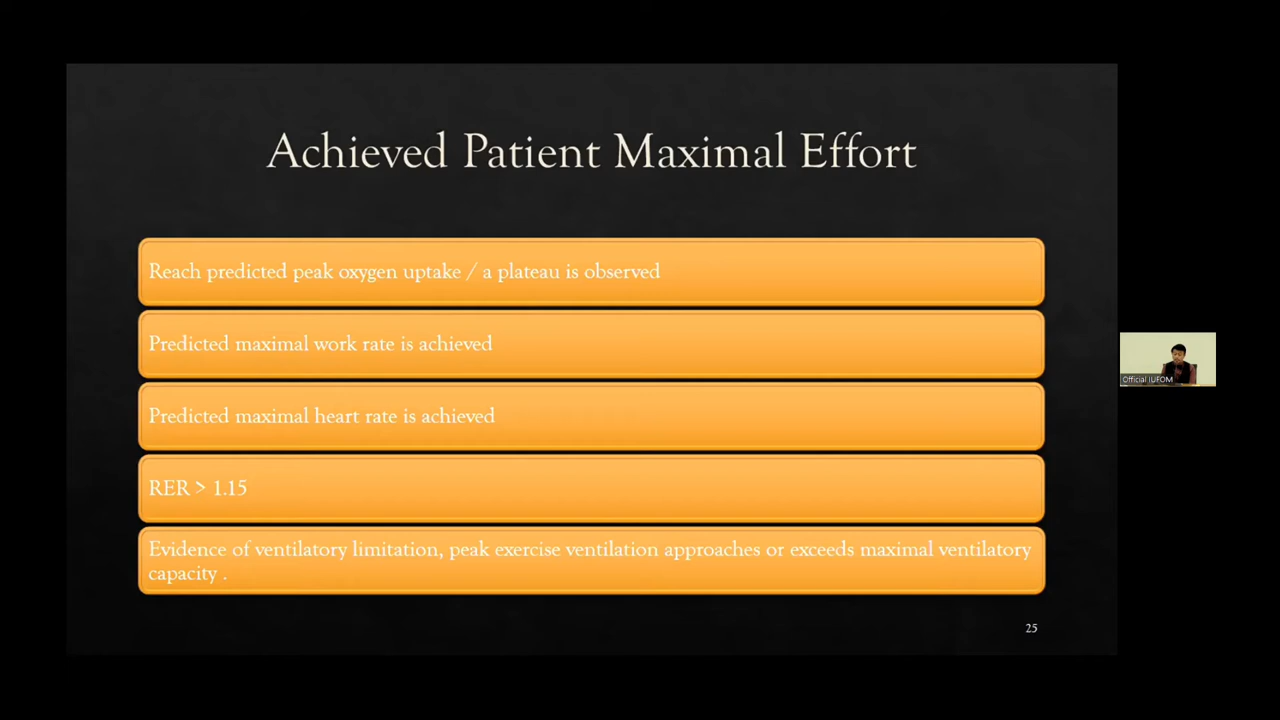 Achieved Patient Maximal Effort
Reach predicted peak oxygen uptake / a plateau is observed
Predicted maximal work rate is achieved
Predicted maximal heart rate is achieved
RER > 1.15
Evidence of ventilatory limitation, peak exercise ventilation approaches or exceeds maximal ventilatory
capacity .
25
Official IUFOM